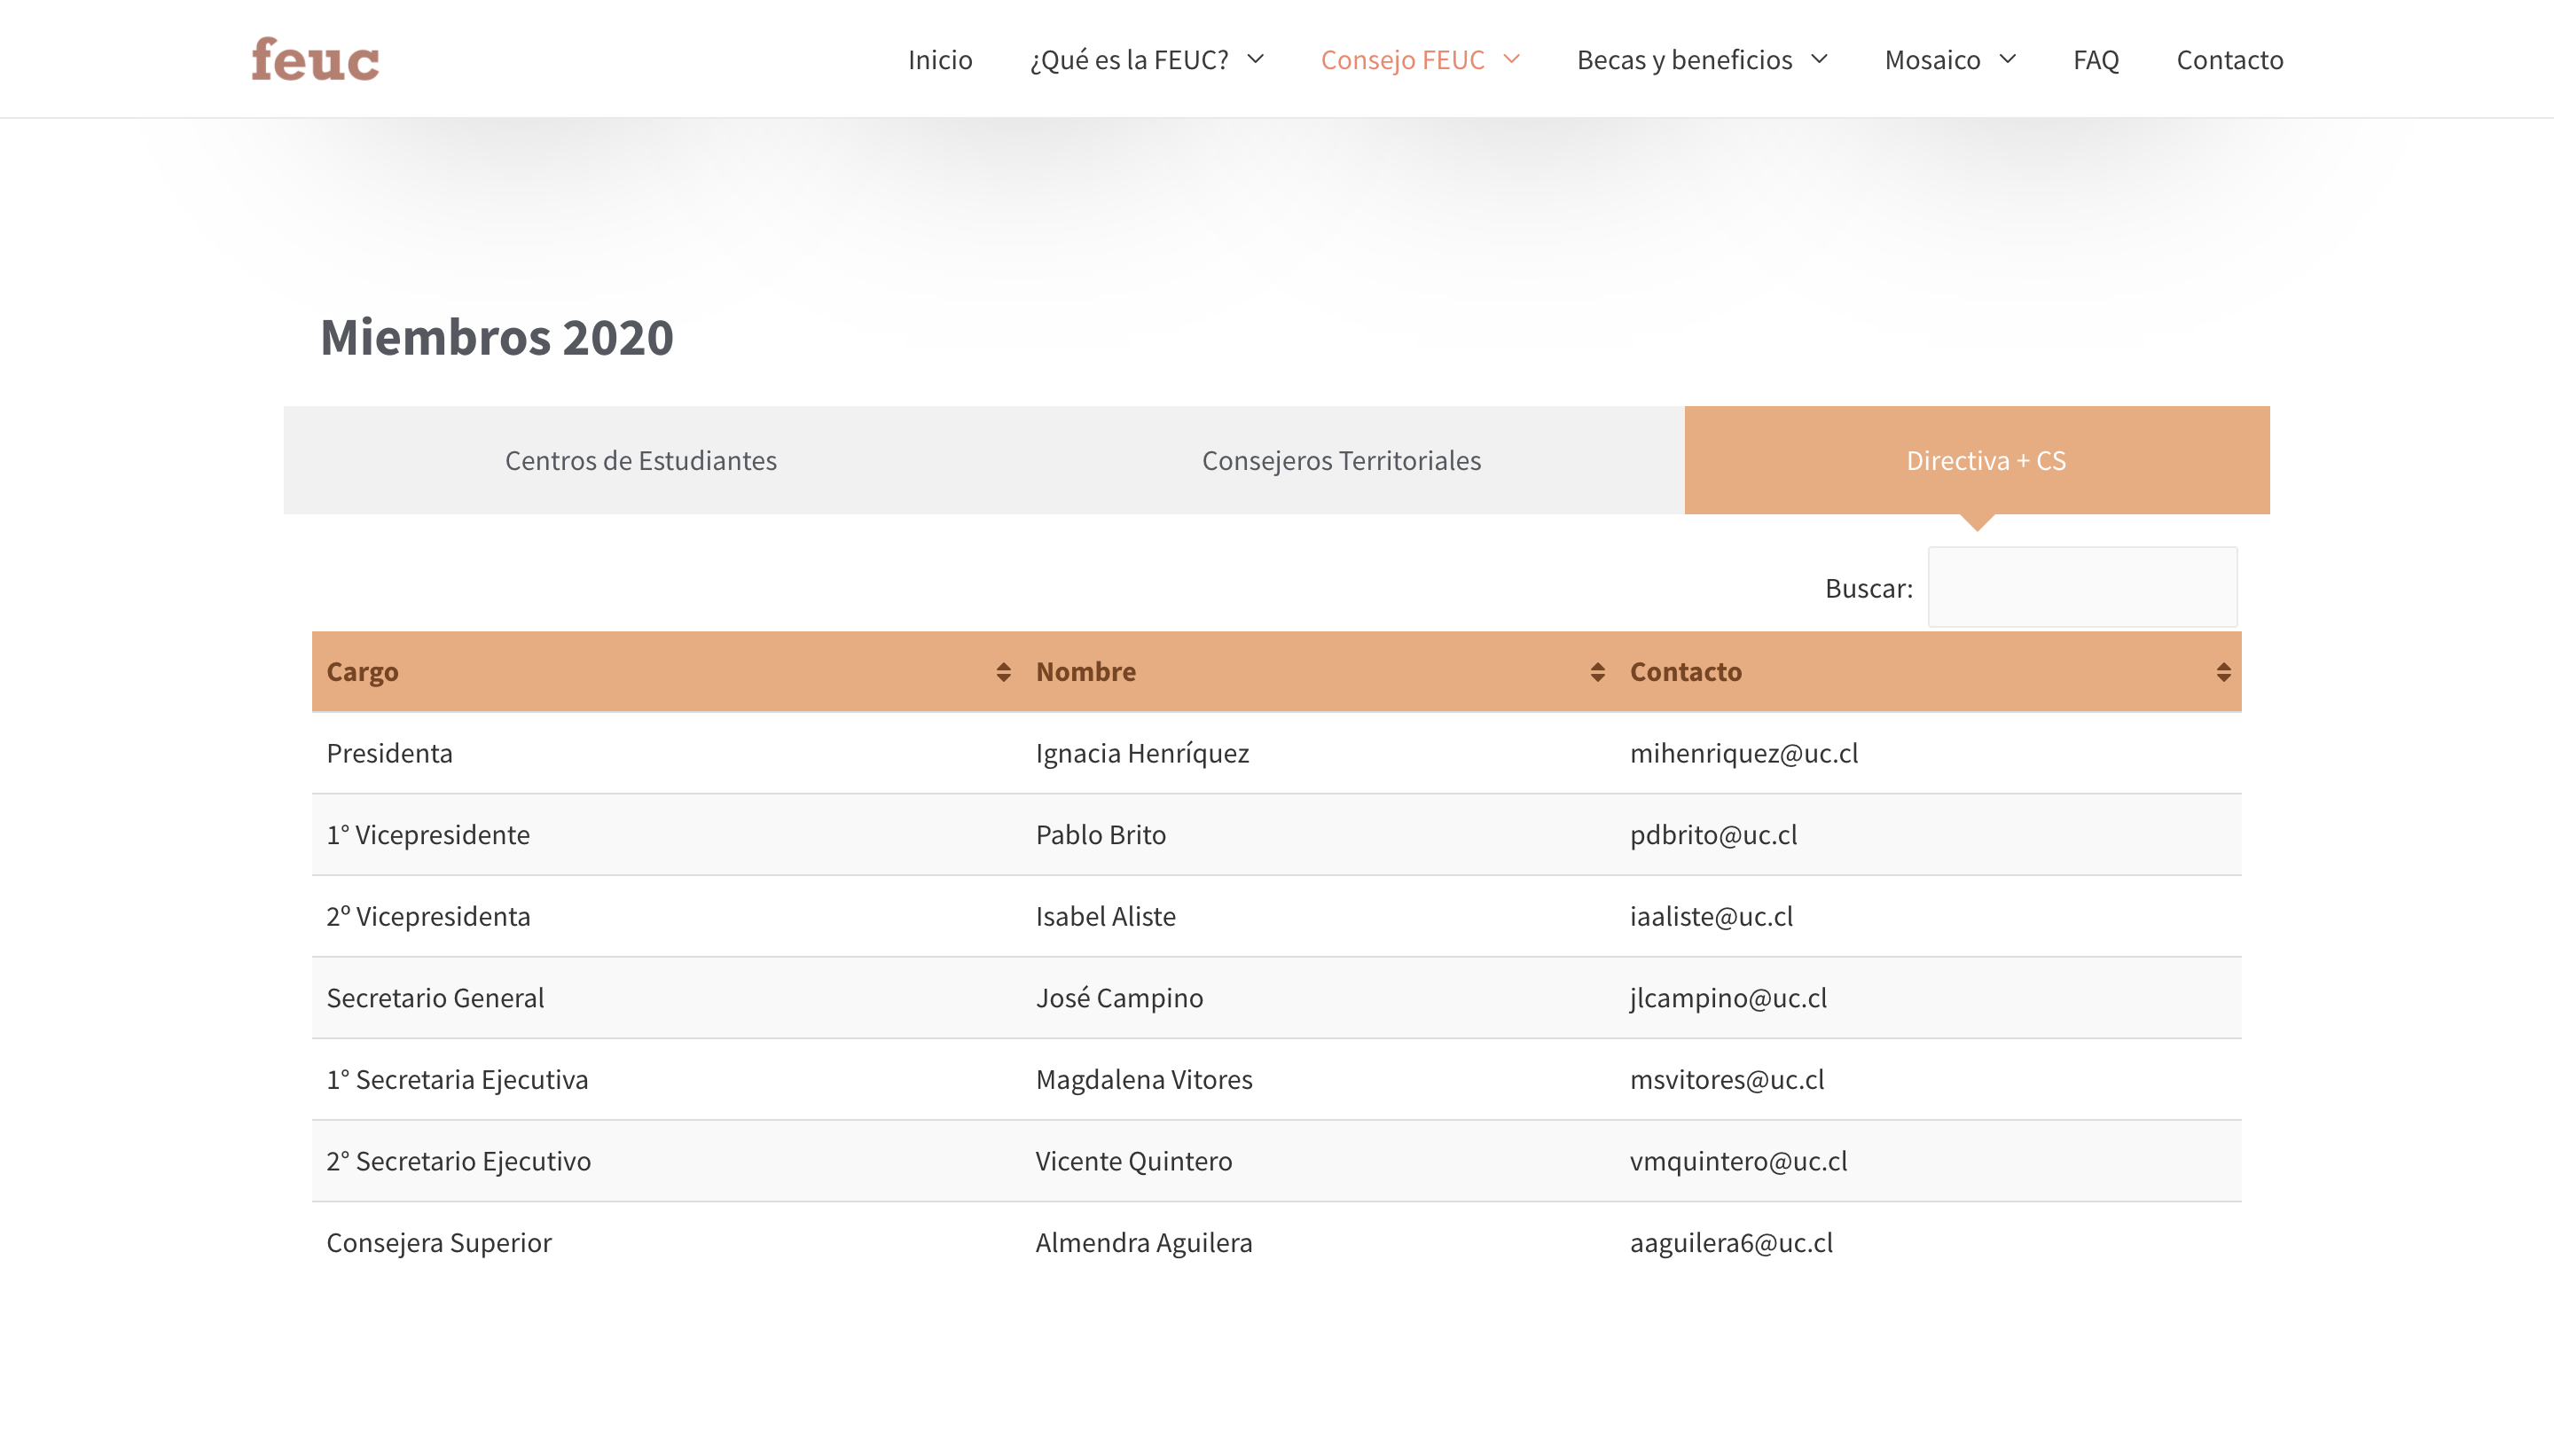 feuc Inicio ¿Qué es la FEUC? Consejo FEUC Becas y beneficios Mosaico FAQ Contacto
Miembros 2020
Centros de Estudiantes Consejeros Territoriales Directiva + CS
Buscar:
Cargo Nombre Contacto
Presidenta Ignacia Henríquez mihenriquez@uc.cl
1° Vicepresidente Pablo Brito pdbrito@uc.cl
2º Vicepresidenta Isabel Aliste iaaliste@uc.cl
Secretario General José Campino jlcampino@uc.cl
1° Secretaria Ejecutiva Magdalena Vitores msvitores@uc.cl
2° Secretario Ejecutivo Vicente Quintero vmquintero@uc.cl
Consejera Superior Almendra Aguilera aaguilera6@uc.cl